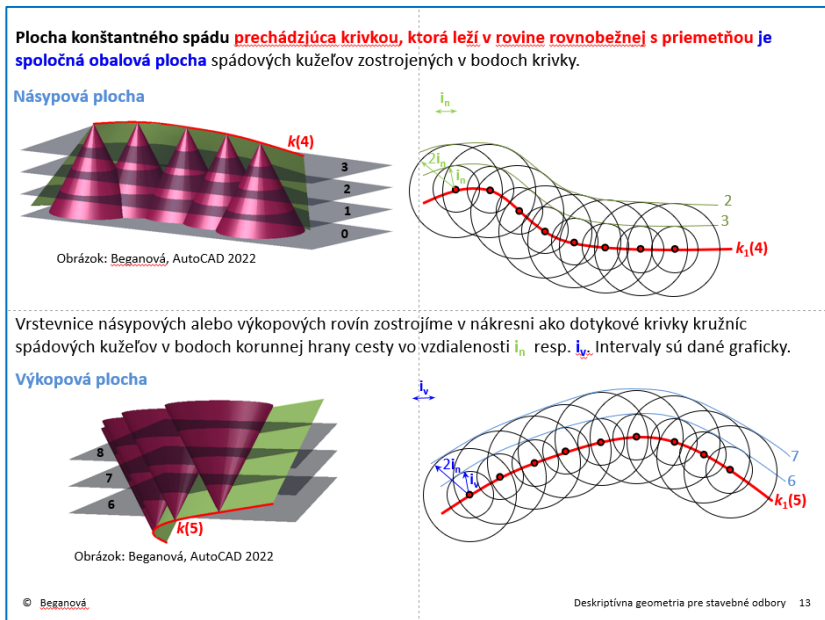 Plocha konštantného spádu prechádzjúca krivkou, ktorá leží v rovine rovnobežnej s priemetňou je
spoločná obalová plocha spádových kužeľov zostrojených v bodoch krivky.
Násypová plocha
k(4)
3
2
1
0
Obrázok: Beganová, AutoCAD 2022
iₙ
2iₙ
iₙ
2
3
k₁(4)
Vrstevnice násypových alebo výkopových rovín zostrojíme v nákresni ako dotykové krivky kružníc
spádových kužeľov v bodoch korunnej hrany cesty vo vzdialenosti iₙ resp. iᵥ. Intervaly sú dané graficky.
Výkopová plocha
8
7
6
k(5)
Obrázok: Beganová, AutoCAD 2022
iᵥ
2iₙ
iᵥ
7
6
k₁(5)
© Beganová
Deskriptívna geometria pre stavebné odbory 13